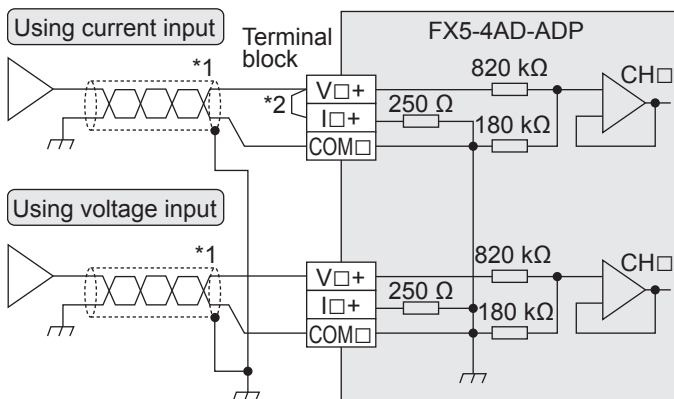 Using current input
Terminal block
FX5-4AD-ADP
*1
820 kΩ
CH□
V□+
*2
250 Ω
I□+
180 kΩ
COM□
Using voltage input
*1
820 kΩ
CH□
V□+
250 Ω
I□+
180 kΩ
COM□